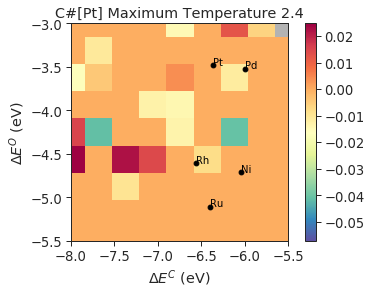 C#[Pt] Maximum Temperature 2.4
−3.0
−3.5
−4.0
−4.5
−5.0
−5.5
ΔE^O (eV)
Pt
Pd
Rh
Ni
Ru
−8.0 −7.5 −7.0 −6.5 −6.0 −5.5
ΔE^C (eV)
0.02
0.01
0.00
−0.01
−0.02
−0.03
−0.04
−0.05